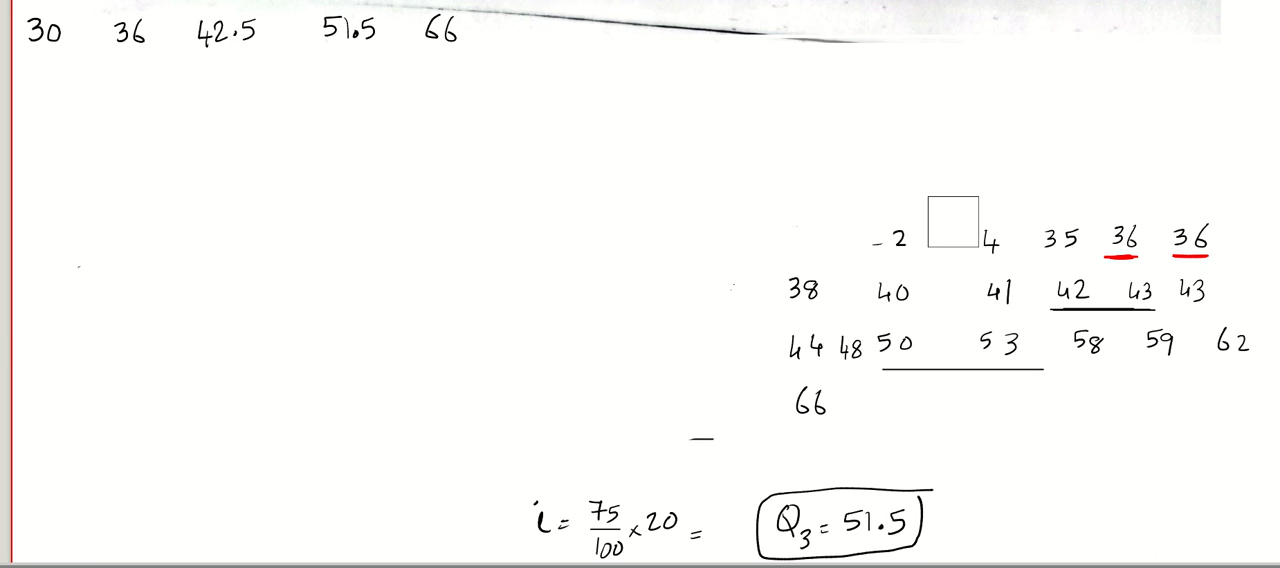 30 36 42.5 51.5 66
-2 4 35 36 36
38 40 41 42 43 43
44 48 50 53 58 59 62
66
—
i = 75/100 × 20 = Q3 = 51.5